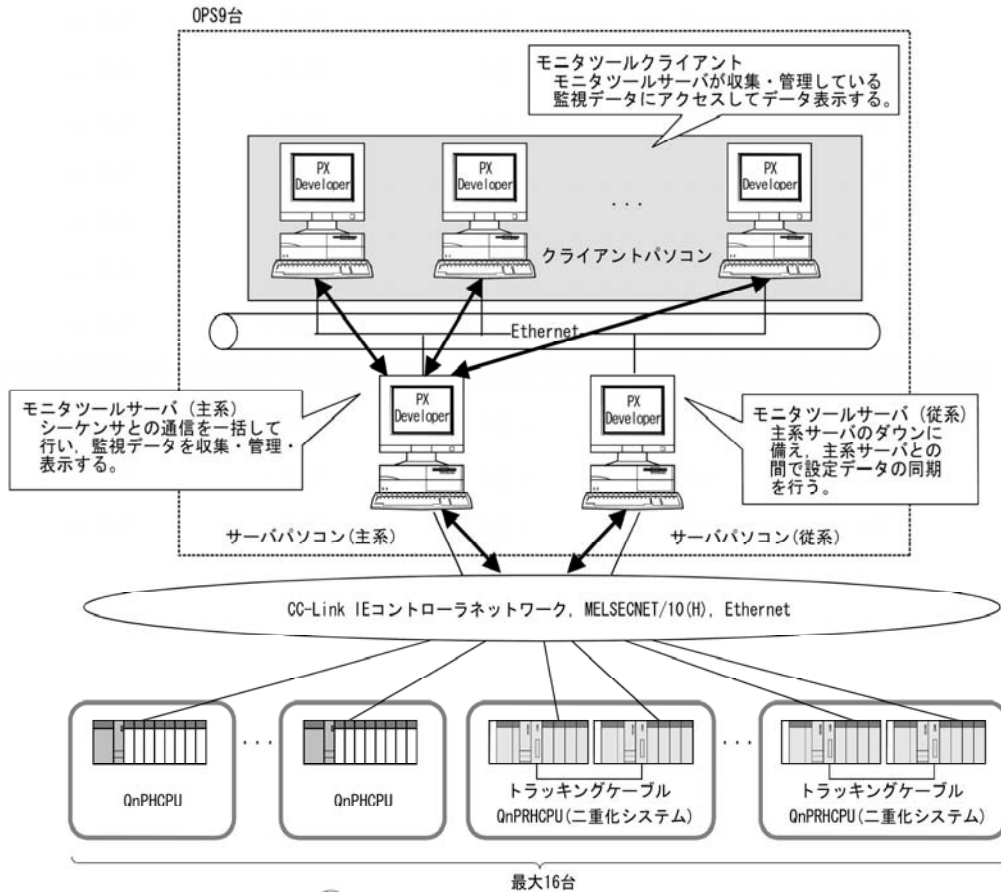 OPS9台
モニタツールクライアント
モニタツールサーバが収集・管理している
監視データにアクセスしてデータ表示する。
PX
Developer
PX
Developer
...
PX
Developer
クライアントパソコン
Ethernet
モニタツールサーバ（主系）
シーケンサとの通信を一括して
行い，監視データを収集・管理・
表示する。
PX
Developer
PX
Developer
モニタツールサーバ（従系）
主系サーバのダウンに
備え，主系サーバとの
間で設定データの同期
を行う。
サーバパソコン(主系)
サーバパソコン(従系)
CC-Link IEコントローラネットワーク，MELSECNET/10(H)，Ethernet
...
...
QnPHCPU
QnPHCPU
トラッキングケーブル
QnPRHCPU(二重化システム)
トラッキングケーブル
QnPRHCPU(二重化システム)
最大16台